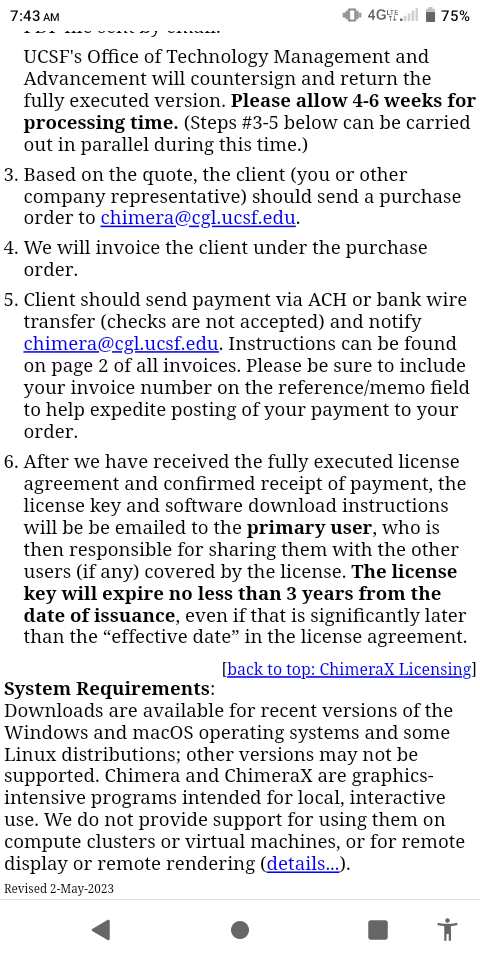 7:43 AM 4G LTE 75%
PDF file sent by email.
UCSF's Office of Technology Management and
Advancement will countersign and return the
fully executed version. Please allow 4-6 weeks for
processing time. (Steps #3-5 below can be carried
out in parallel during this time.)
3. Based on the quote, the client (you or other
company representative) should send a purchase
order to chimera@cgl.ucsf.edu.
4. We will invoice the client under the purchase
order.
5. Client should send payment via ACH or bank wire
transfer (checks are not accepted) and notify
chimera@cgl.ucsf.edu. Instructions can be found
on page 2 of all invoices. Please be sure to include
your invoice number on the reference/memo field
to help expedite posting of your payment to your
order.
6. After we have received the fully executed license
agreement and confirmed receipt of payment, the
license key and software download instructions
will be be emailed to the primary user, who is
then responsible for sharing them with the other
users (if any) covered by the license. The license
key will expire no less than 3 years from the
date of issuance, even if that is significantly later
than the “effective date” in the license agreement.
[back to top: ChimeraX Licensing]
System Requirements:
Downloads are available for recent versions of the
Windows and macOS operating systems and some
Linux distributions; other versions may not be
supported. Chimera and ChimeraX are graphics-
intensive programs intended for local, interactive
use. We do not provide support for using them on
compute clusters or virtual machines, or for remote
display or remote rendering (details...).
Revised 2-May-2023